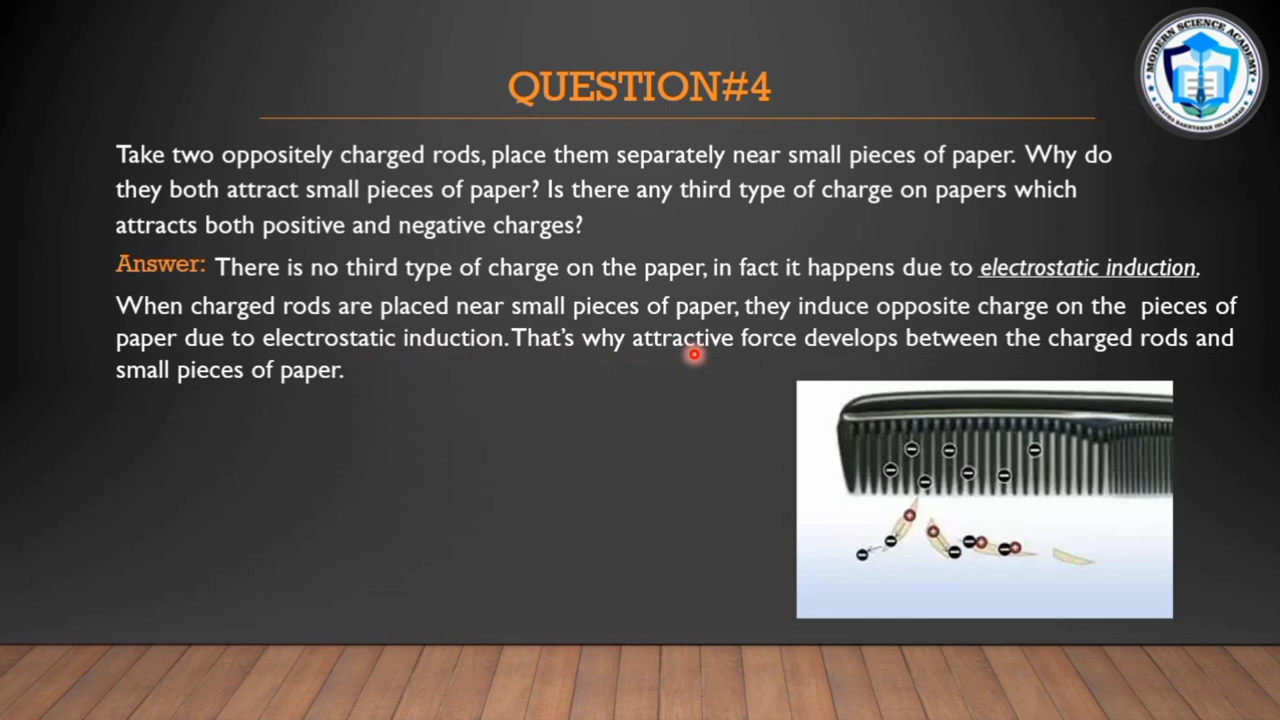 MODERN SCIENCE ACADEMY
QUESTION#4
Take two oppositely charged rods, place them separately near small pieces of paper. Why do
they both attract small pieces of paper? Is there any third type of charge on papers which
attracts both positive and negative charges?
Answer: There is no third type of charge on the paper, in fact it happens due to electrostatic induction.
When charged rods are placed near small pieces of paper, they induce opposite charge on the pieces of
paper due to electrostatic induction. That's why attractive force develops between the charged rods and
small pieces of paper.